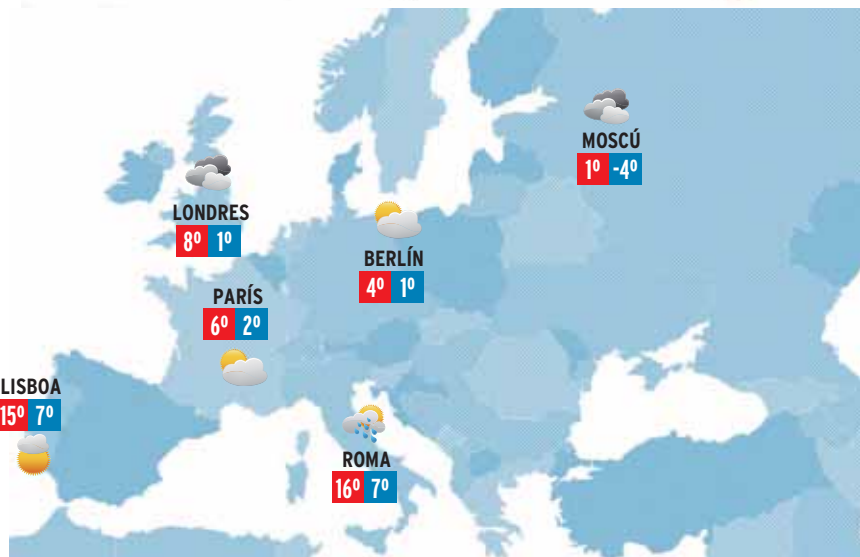 MOSCÚ
1º -4º
LONDRES
8º 1º
BERLÍN
4º 1º
PARÍS
6º 2º
LISBOA
15º 7º
ROMA
16º 7º